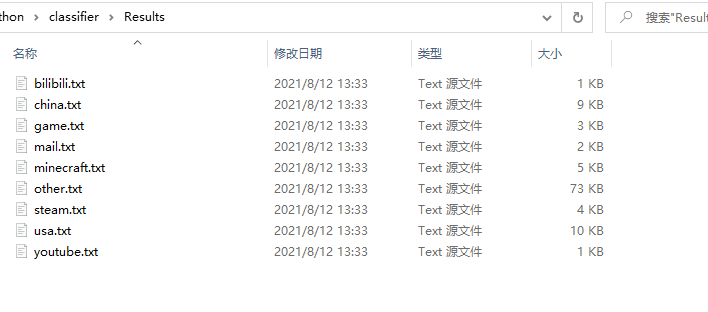 thon > classifier > Results 搜索"Resul
名称 修改日期 类型 大小
bilibili.txt 2021/8/12 13:33 Text 源文件 1 KB
china.txt 2021/8/12 13:33 Text 源文件 9 KB
game.txt 2021/8/12 13:33 Text 源文件 3 KB
mail.txt 2021/8/12 13:33 Text 源文件 2 KB
minecraft.txt 2021/8/12 13:33 Text 源文件 5 KB
other.txt 2021/8/12 13:33 Text 源文件 73 KB
steam.txt 2021/8/12 13:33 Text 源文件 4 KB
usa.txt 2021/8/12 13:33 Text 源文件 10 KB
youtube.txt 2021/8/12 13:33 Text 源文件 1 KB